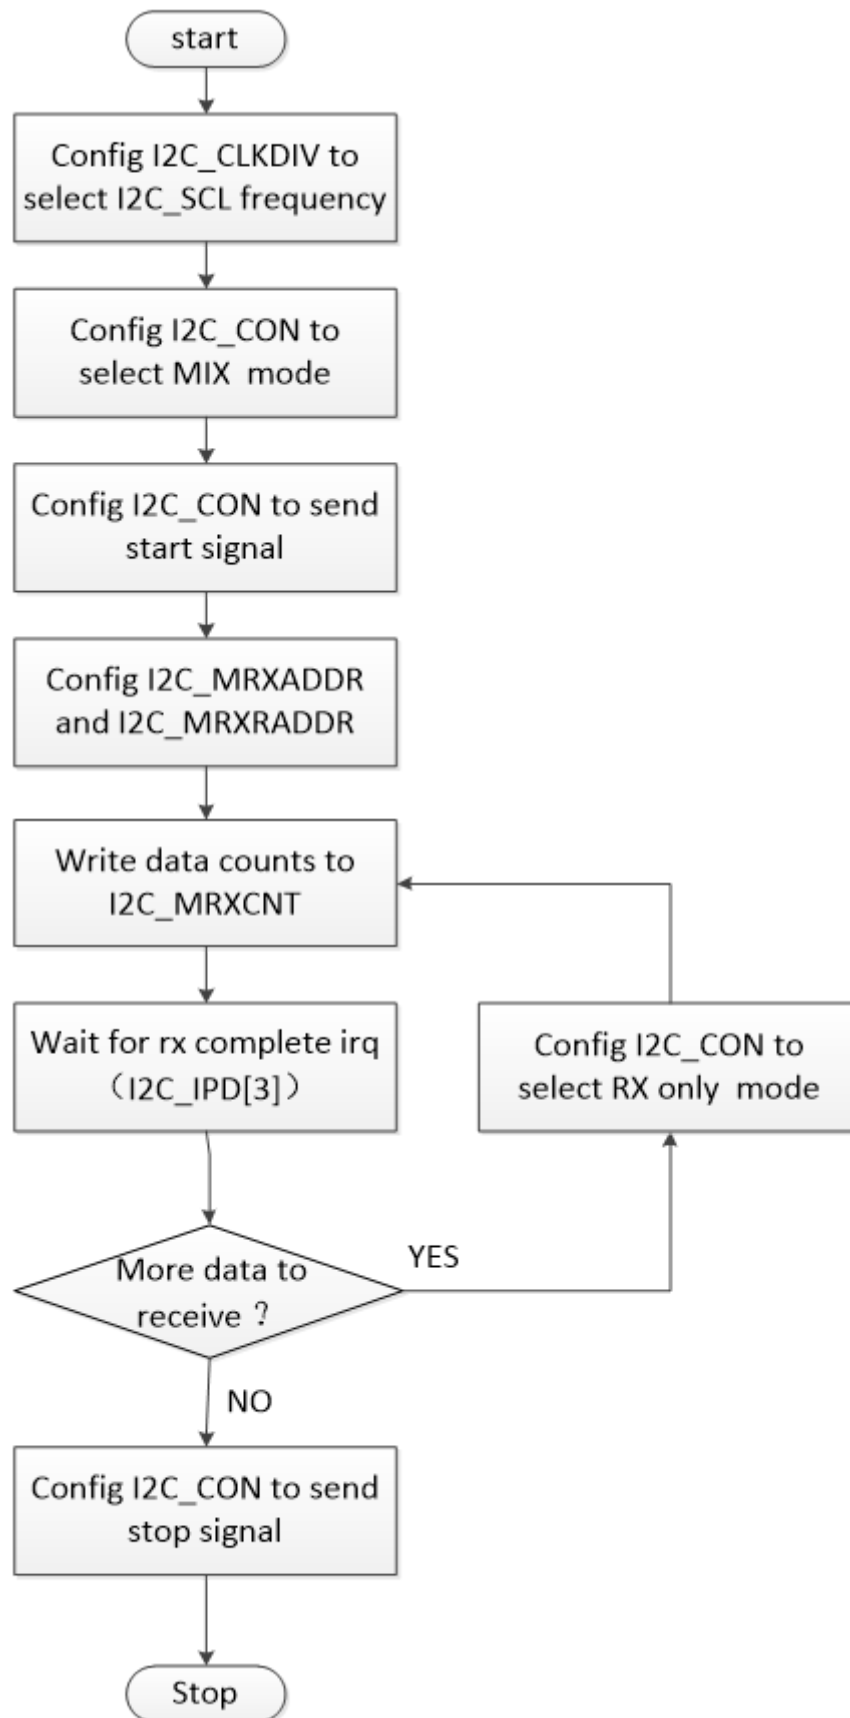 start
Config I2C_CLKDIV to
select I2C_SCL frequency
Config I2C_CON to
select MIX  mode
Config I2C_CON to send
start signal
Config I2C_MRXADDR
and I2C_MRXRADDR
Write data counts to
I2C_MRXCNT
Wait for rx complete irq
（I2C_IPD[3]）
Config I2C_CON to
select RX only  mode
More data to
receive？
YES
NO
Config I2C_CON to send
stop signal
Stop